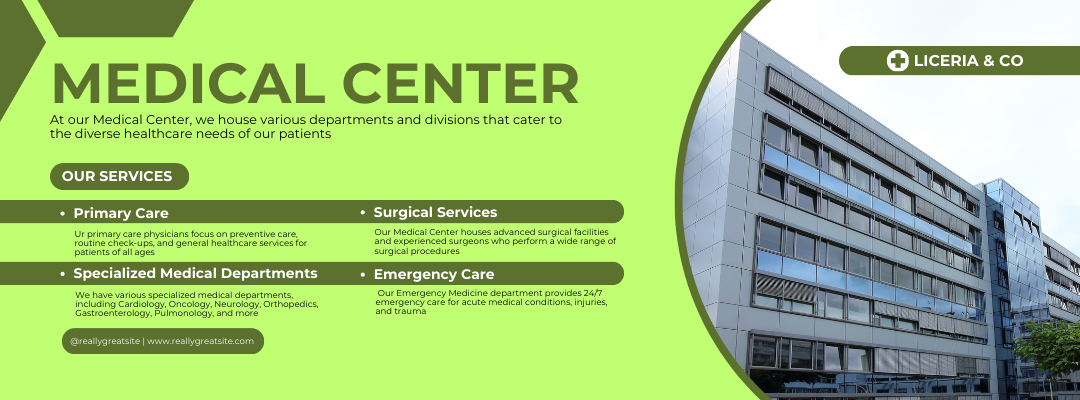 LICERIA & CO
MEDICAL CENTER
At our Medical Center, we house various departments and divisions that cater to
the diverse healthcare needs of our patients
OUR SERVICES
• Primary Care
Ur primary care physicians focus on preventive care,
routine check-ups, and general healthcare services for
patients of all ages
• Surgical Services
Our Medical Center houses advanced surgical facilities
and experienced surgeons who perform a wide range of
surgical procedures
• Specialized Medical Departments
We have various specialized medical departments,
including Cardiology, Oncology, Neurology, Orthopedics,
Gastroenterology, Pulmonology, and more
• Emergency Care
Our Emergency Medicine department provides 24/7
emergency care for acute medical conditions, injuries,
and trauma
@reallygreatsite | www.reallygreatsite.com